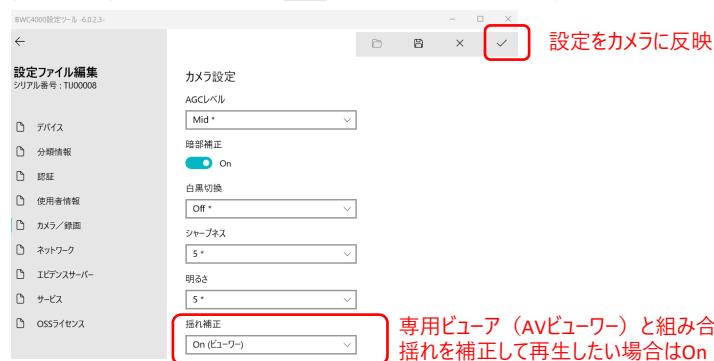 BWC4000設定ツール -6.0.2.3-
設定をカメラに反映
設定ファイル編集
シリアル番号 : TIJ00008
デバイス
分類情報
認証
使用者情報
カメラ／録画
ネットワーク
エビデンスサーバー
サービス
OSSライセンス
カメラ設定
AGCレベル
Mid *
暗部補正
On
白黒切換
Off *
シャープネス
5 *
明るさ
5 *
揺れ補正
On (ビューワー)
専用ビューア（AVビューワー）と組み合
揺れを補正して再生したい場合はOn